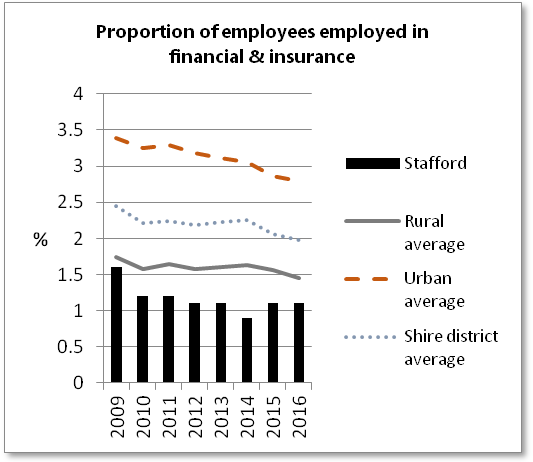 Proportion of employees employed in
financial & insurance
4
3.5
3
2.5
2
1.5
1
0.5
0
%
2009
2010
2011
2012
2013
2014
2015
2016
Stafford
Rural
average
Urban
average
Shire district
average